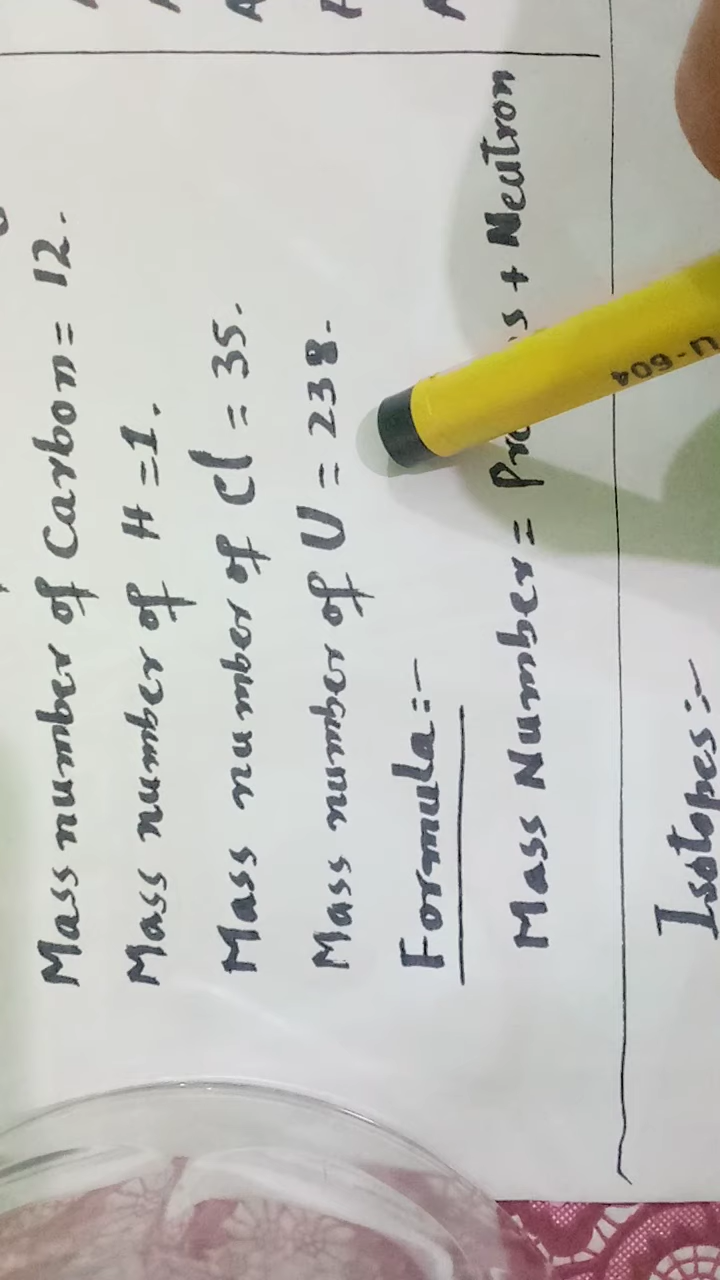 Mass number of Carbon = 12.
Mass number of H = 1.
Mass number of Cl = 35.
Mass number of U = 238.
Formula:-
Mass Number = + Neutron
Isotopes:-
U-604